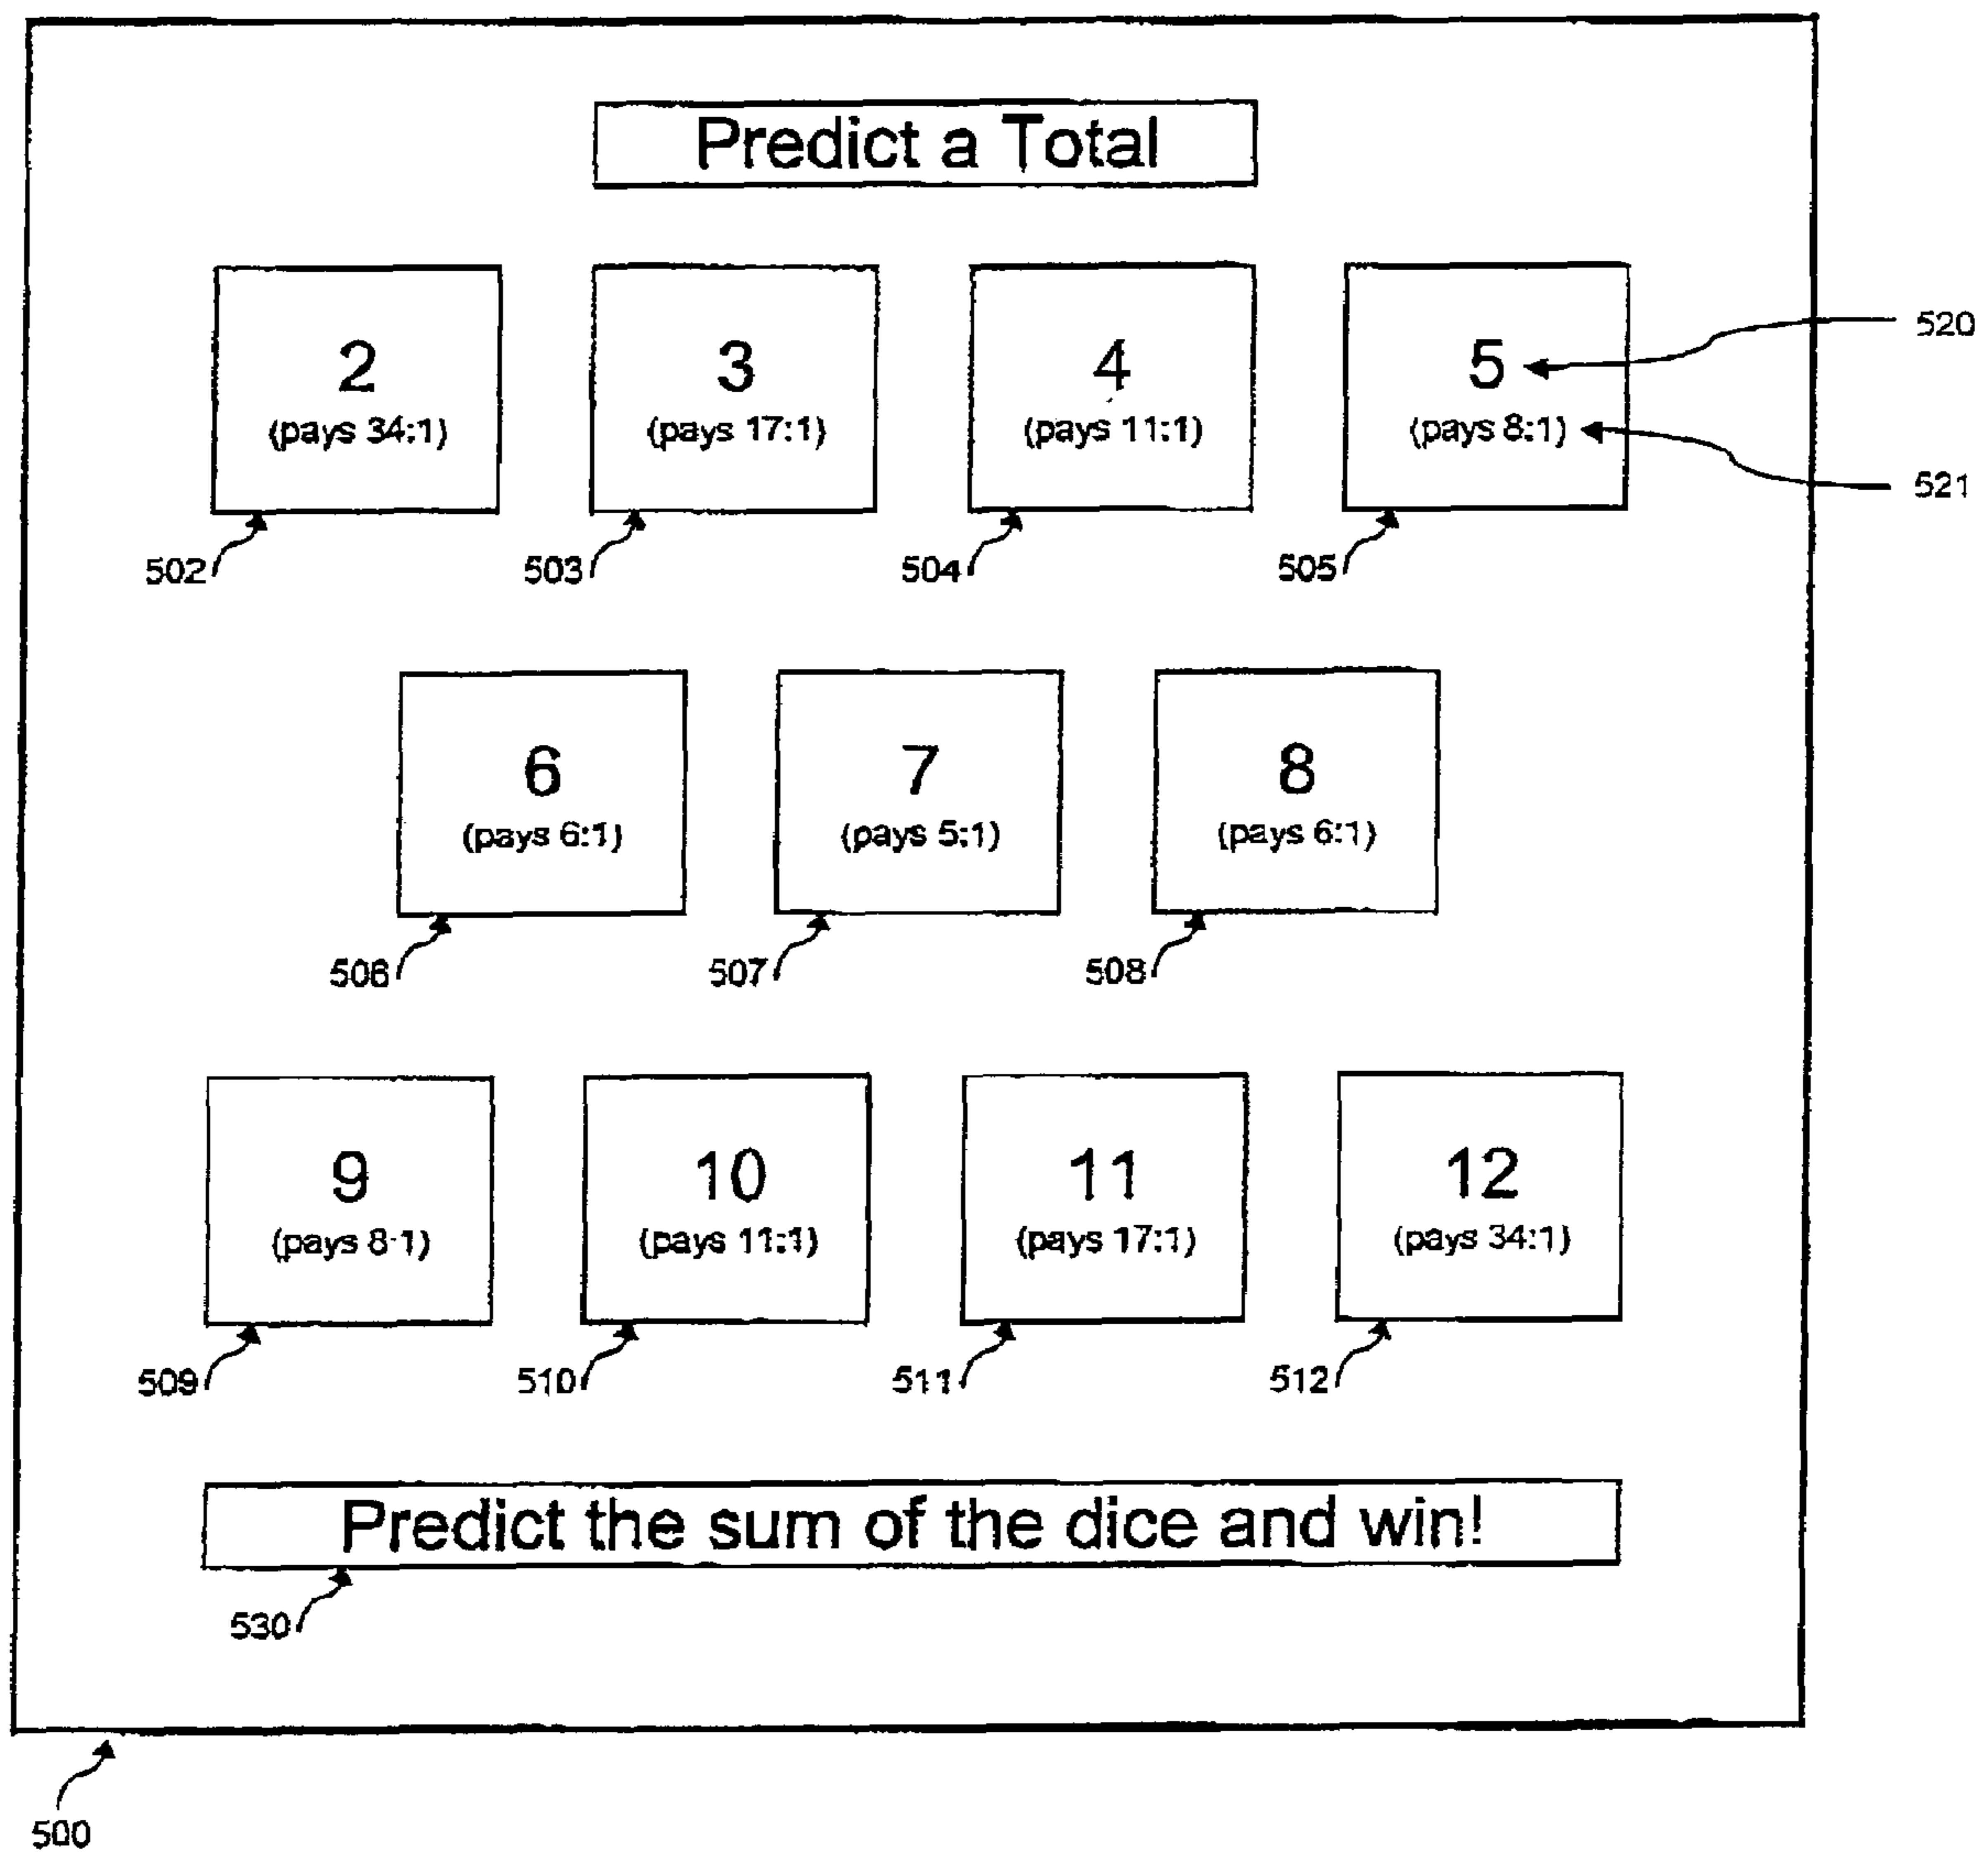 Predict a Total
2 3 4 5 520
(pays 34:1) (pays 17:1) (pays 11:1) (pays 8:1)
521
502 503 504 505
6 7 8
(pays 6:1) (pays 5:1) (pays 6:1)
506 507 508
9 10 11 12
(pays 8:1) (pays 11:1) (pays 17:1) (pays 34:1)
509 510 511 512
Predict the sum of the dice and win!
530
500